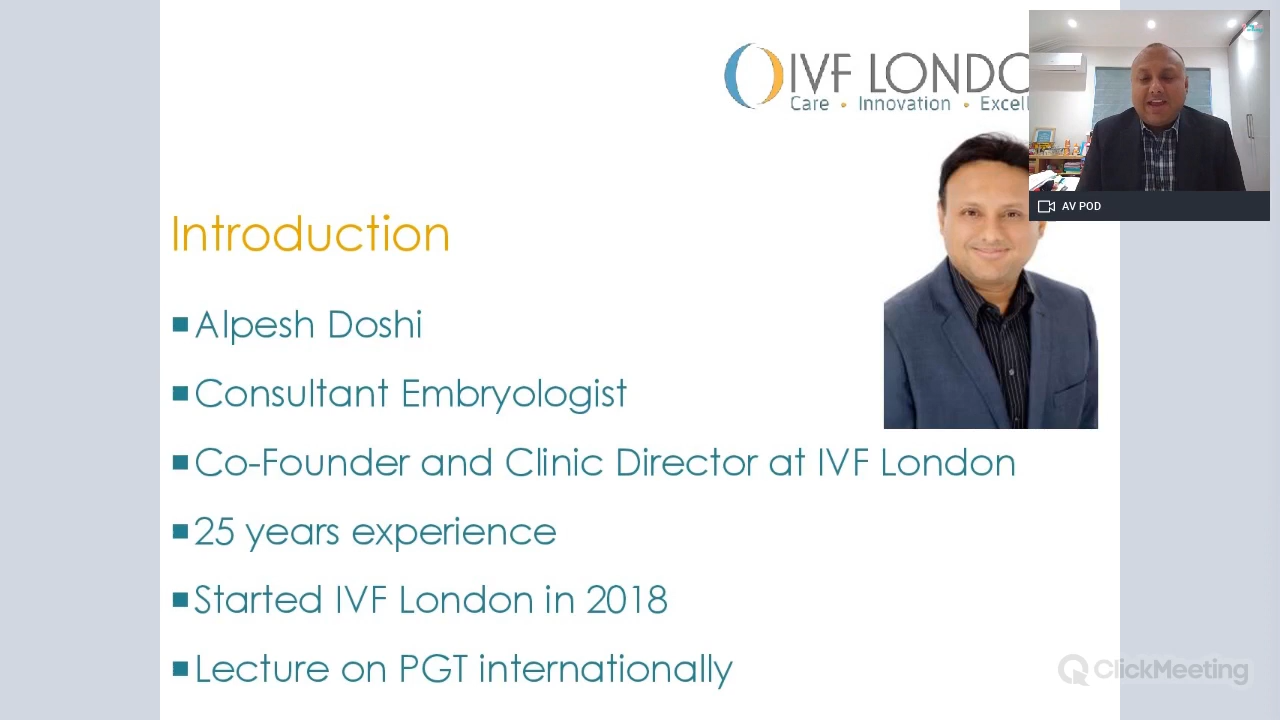 IVF LONDO
Care • Innovation • Excell
AV POD
Introduction
Alpesh Doshi
Consultant Embryologist
Co-Founder and Clinic Director at IVF London
25 years experience
Started IVF London in 2018
Lecture on PGT internationally
ClickMeeting